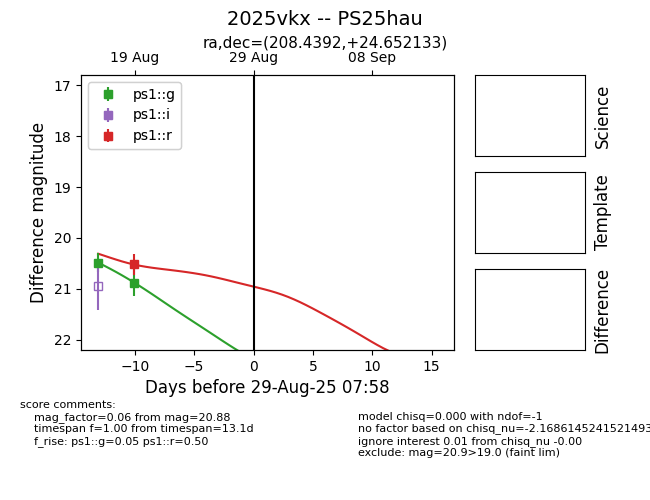 2025vkx -- PS25hau
ra,dec=(208.4392,+24.652133)
19 Aug
29 Aug
08 Sep
ps1::g
ps1::i
ps1::r
17
18
19
20
21
22
Difference magnitude
−10
−5
0
5
10
15
Days before 29-Aug-25 07:58
Science
Template
Difference
score comments:
mag_factor=0.06 from mag=20.88
timespan f=1.00 from timespan=13.1d
f_rise: ps1::g=0.05 ps1::r=0.50
model chisq=0.000 with ndof=-1
no factor based on chisq_nu=-2.1686145241521493
ignore interest 0.01 from chisq_nu -0.00
exclude: mag=20.9>19.0 (faint lim)